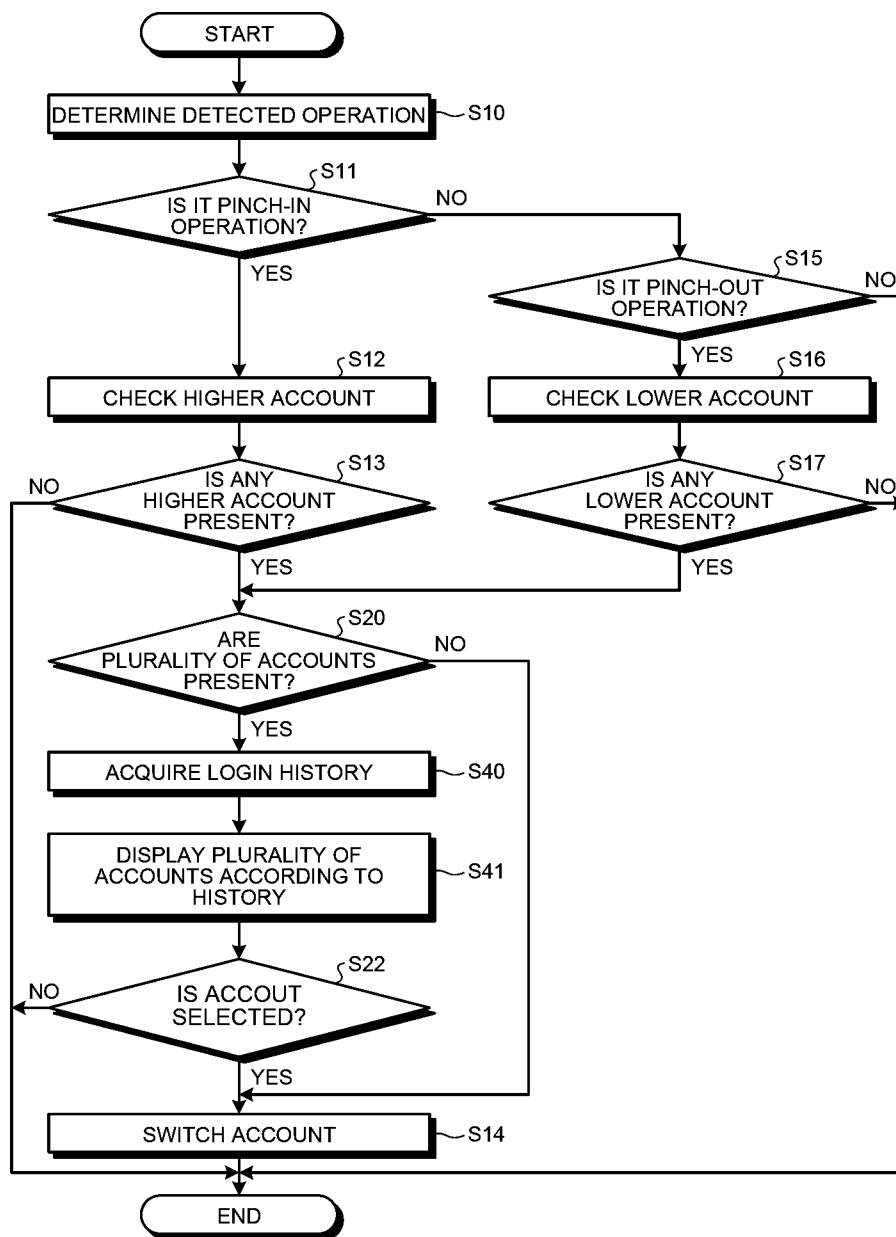 START
DETERMINE DETECTED OPERATION
S10
S11
IS IT PINCH-IN
OPERATION?
NO
YES
S15
IS IT PINCH-OUT
OPERATION?
NO
YES
S12
CHECK HIGHER ACCOUNT
S16
CHECK LOWER ACCOUNT
S13
NO
IS ANY
HIGHER ACCOUNT
PRESENT?
YES
S17
IS ANY
LOWER ACCOUNT
PRESENT?
NO
YES
S20
ARE
PLURALITY OF ACCOUNTS
PRESENT?
NO
YES
ACQUIRE LOGIN HISTORY
S40
DISPLAY PLURALITY OF
ACCOUNTS ACCORDING TO
HISTORY
S41
S22
NO
IS ACCOUT
SELECTED?
YES
SWITCH ACCOUNT
S14
END